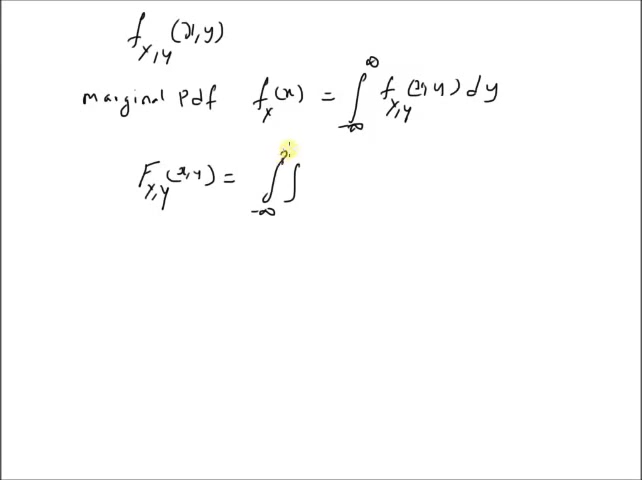 f_{X,Y}(x,y)
marginal Pdf f_X(x) = ∫_{-∞}^{∞} f_{X,Y}(x,y) dy
F_{X,Y}(x,y) = ∫_{-∞}^{x} ∫